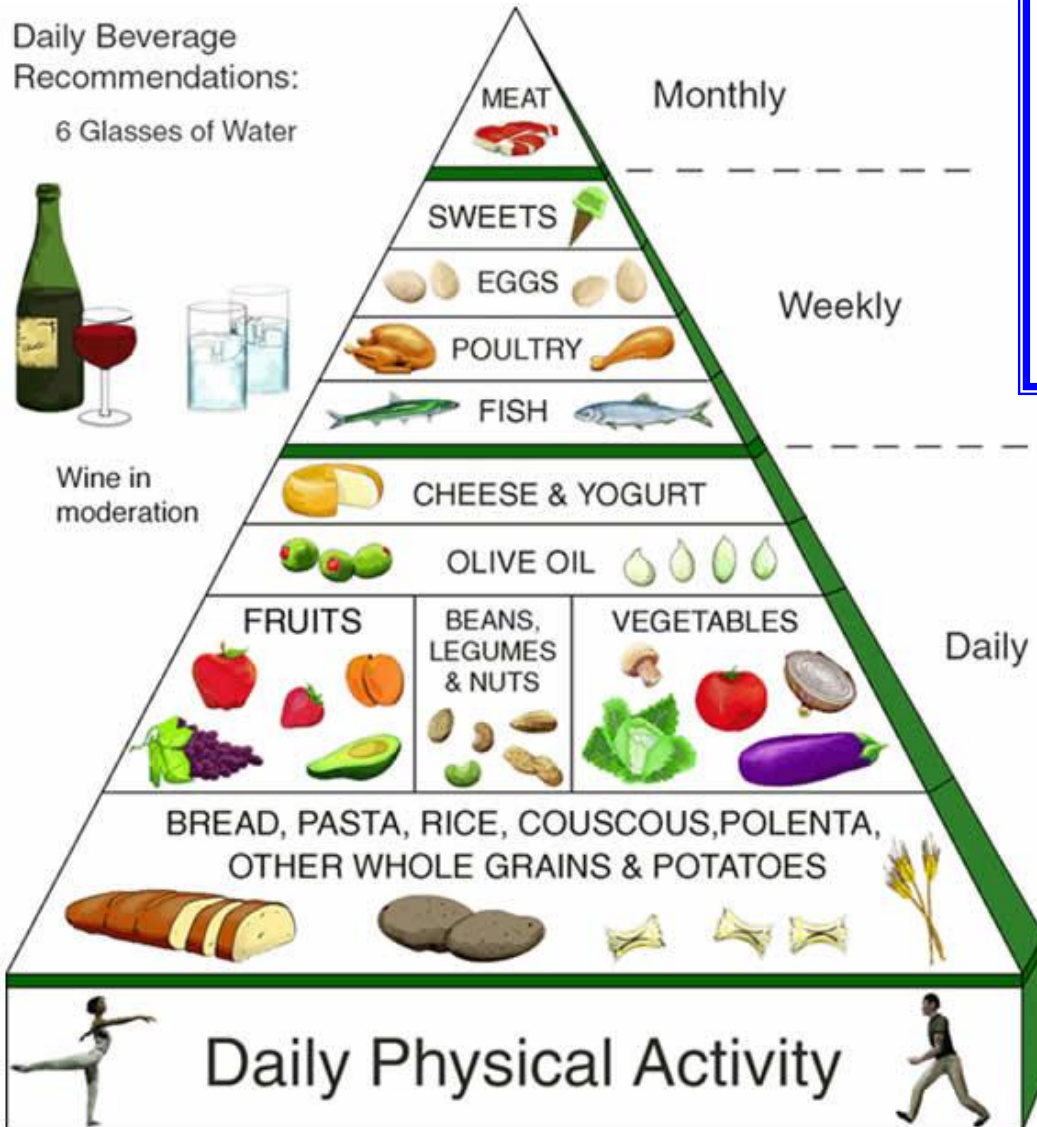 Daily Beverage
Recommendations:
6 Glasses of Water
Wine in
moderation
MEAT
Monthly
SWEETS
EGGS
POULTRY
FISH
Weekly
CHEESE & YOGURT
OLIVE OIL
FRUITS
BEANS,
LEGUMES
& NUTS
VEGETABLES
Daily
BREAD, PASTA, RICE, COUSCOUS,POLENTA,
OTHER WHOLE GRAINS & POTATOES
Daily Physical Activity